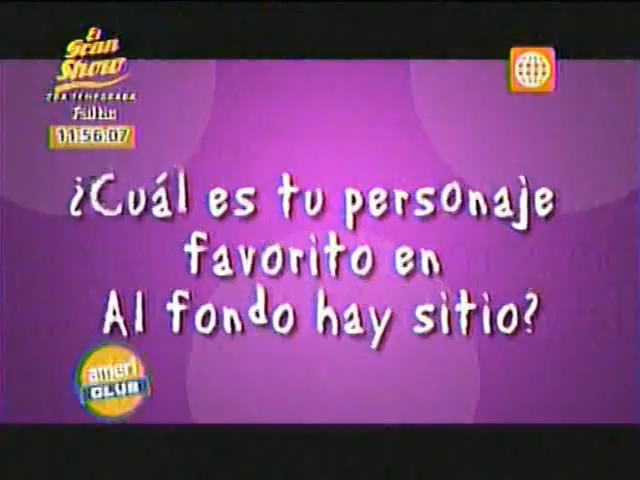 El
Gran
Show
2DA TEMPORADA
Faltan
11:56:07
¿Cuál es tu personaje
favorito en
Al fondo hay sitio?
ameri
CLUB